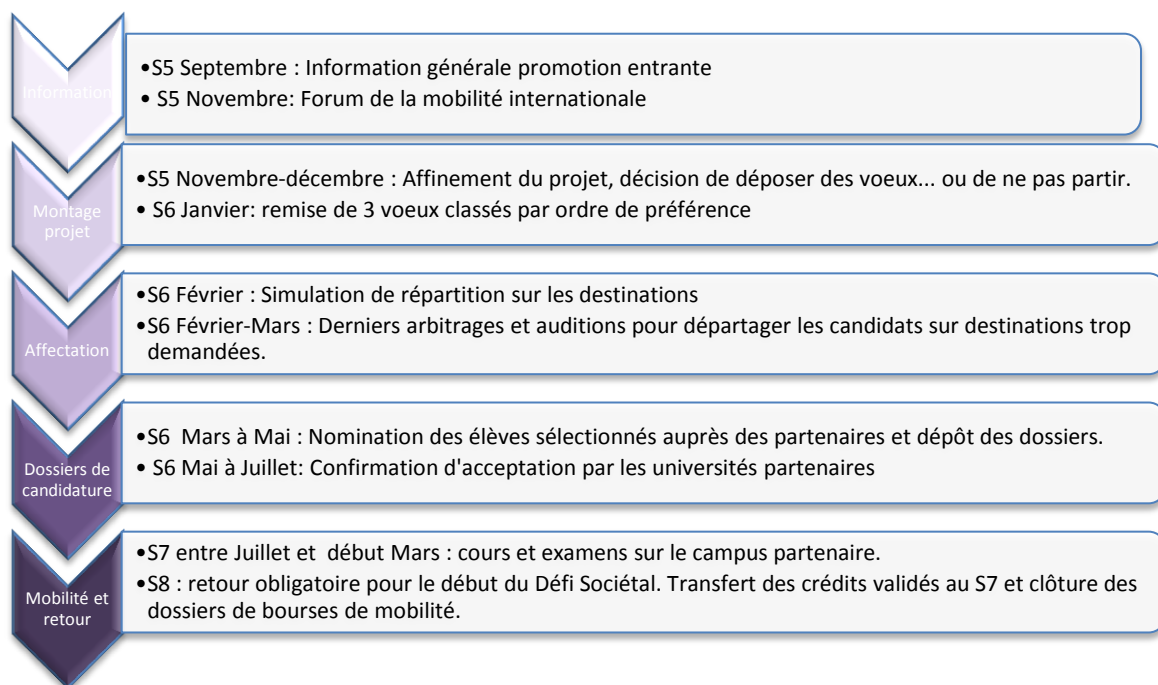 Information
•S5 Septembre : Information générale promotion entrante
• S5 Novembre: Forum de la mobilité internationale
Montage
projet
•S5 Novembre-décembre : Affinement du projet, décision de déposer des voeux... ou de ne pas partir.
• S6 Janvier: remise de 3 voeux classés par ordre de préférence
Affectation
•S6 Février : Simulation de répartition sur les destinations
•S6 Février-Mars : Derniers arbitrages et auditions pour départager les candidats sur destinations trop
demandées.
Dossiers de
candidature
•S6 Mars à Mai : Nomination des élèves sélectionnés auprès des partenaires et dépôt des dossiers.
• S6 Mai à Juillet: Confirmation d'acceptation par les universités partenaires
Mobilité et
retour
•S7 entre Juillet et début Mars : cours et examens sur le campus partenaire.
•S8 : retour obligatoire pour le début du Défi Sociétal. Transfert des crédits validés au S7 et clôture des
dossiers de bourses de mobilité.